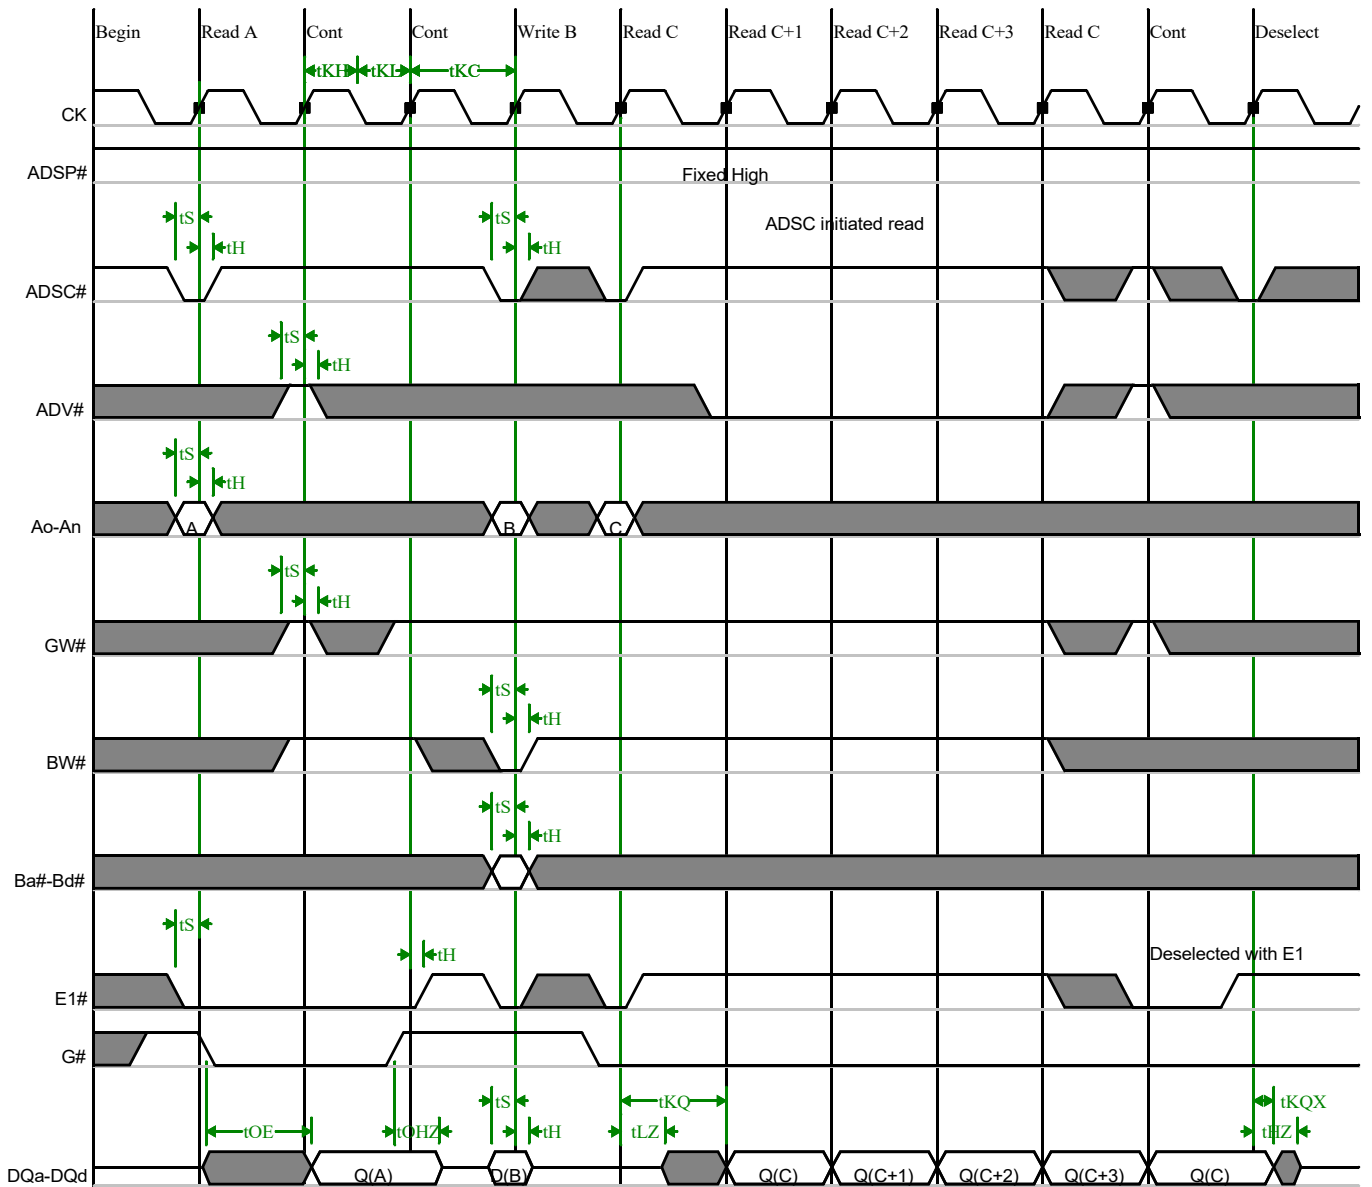 Begin Read A Cont Cont Write B Read C Read C+1 Read C+2 Read C+3 Read C Cont Deselect
tKH tKL tKC
CK
ADSP# Fixed High
tS tS ADSC initiated read
tH tH
ADSC#
tS
tH
ADV#
tS
tH
Ao-An A B C
tS
tH
GW#
tS
tH
BW#
tS
tH
Ba#-Bd#
tS
tH Deselected with E1
E1#
G#
tS tKQ tKQX
tOE tOHZ tH tLZ tHZ
DQa-DQd Q(A) D(B) Q(C) Q(C+1) Q(C+2) Q(C+3) Q(C)